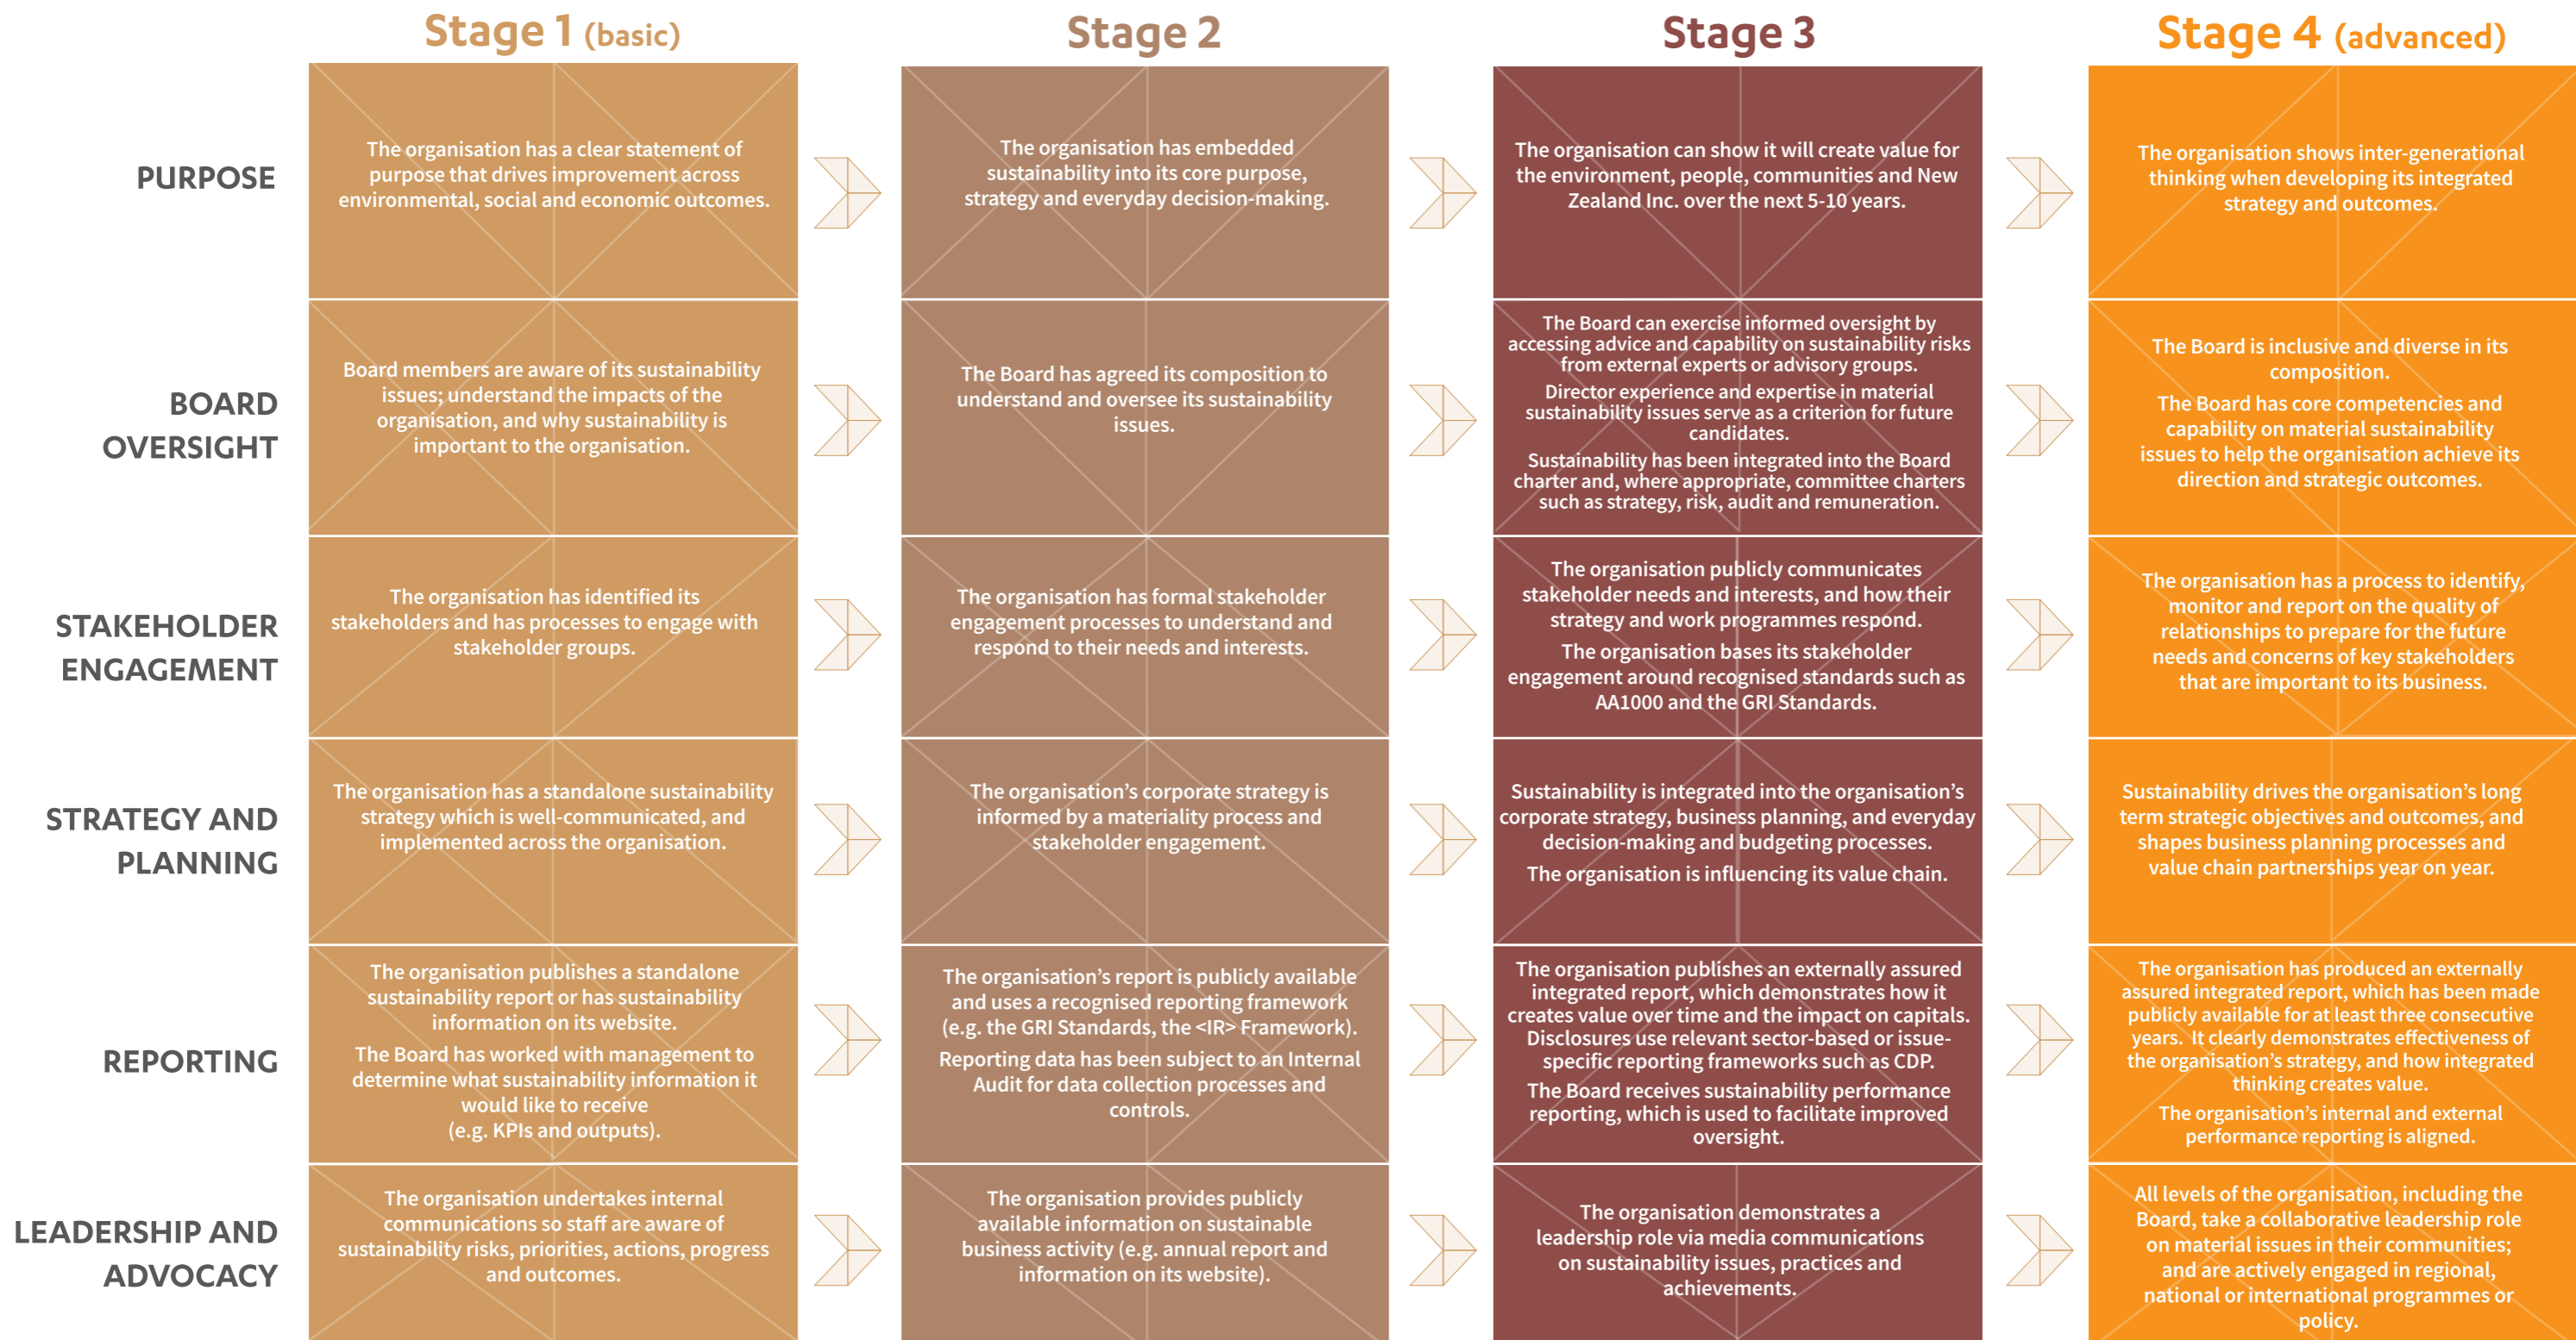 Stage 1 (basic)
Stage 2
Stage 3
Stage 4 (advanced)
PURPOSE
The organisation has a clear statement of
purpose that drives improvement across
environmental, social and economic outcomes.
The organisation has embedded
sustainability into its core purpose,
strategy and everyday decision-making.
The organisation can show it will create value for
the environment, people, communities and New
Zealand Inc. over the next 5-10 years.
The organisation shows inter-generational
thinking when developing its integrated
strategy and outcomes.
BOARD
OVERSIGHT
Board members are aware of its sustainability
issues; understand the impacts of the
organisation, and why sustainability is
important to the organisation.
The Board has agreed its composition to
understand and oversee its sustainability
issues.
The Board can exercise informed oversight by
accessing advice and capability on sustainability risks
from external experts or advisory groups.
Director experience and expertise in material
sustainability issues serve as a criterion for future
candidates.
Sustainability has been integrated into the Board
charter and, where appropriate, committee charters
such as strategy, risk, audit and remuneration.
The Board is inclusive and diverse in its
composition.
The Board has core competencies and
capability on material sustainability
issues to help the organisation achieve its
direction and strategic outcomes.
STAKEHOLDER
ENGAGEMENT
The organisation has identified its
stakeholders and has processes to engage with
stakeholder groups.
The organisation has formal stakeholder
engagement processes to understand and
respond to their needs and interests.
The organisation publicly communicates
stakeholder needs and interests, and how their
strategy and work programmes respond.
The organisation bases its stakeholder
engagement around recognised standards such as
AA1000 and the GRI Standards.
The organisation has a process to identify,
monitor and report on the quality of
relationships to prepare for the future
needs and concerns of key stakeholders
that are important to its business.
STRATEGY AND
PLANNING
The organisation has a standalone sustainability
strategy which is well-communicated, and
implemented across the organisation.
The organisation's corporate strategy is
informed by a materiality process and
stakeholder engagement.
Sustainability is integrated into the organisation's
corporate strategy, business planning, and everyday
decision-making and budgeting processes.
The organisation is influencing its value chain.
Sustainability drives the organisation's long
term strategic objectives and outcomes, and
shapes business planning processes and
value chain partnerships year on year.
REPORTING
The organisation publishes a standalone
sustainability report or has sustainability
information on its website.
The Board has worked with management to
determine what sustainability information it
would like to receive
(e.g. KPIs and outputs).
The organisation's report is publicly available
and uses a recognised reporting framework
(e.g. the GRI Standards, the <IR> Framework).
Reporting data has been subject to an Internal
Audit for data collection processes and
controls.
The organisation publishes an externally assured
integrated report, which demonstrates how it
creates value over time and the impact on capitals.
Disclosures use relevant sector-based or issue-
specific reporting frameworks such as CDP.
The Board receives sustainability performance
reporting, which is used to facilitate improved
oversight.
The organisation has produced an externally
assured integrated report, which has been made
publicly available for at least three consecutive
years. It clearly demonstrates effectiveness of
the organisation's strategy, and how integrated
thinking creates value.
The organisation's internal and external
performance reporting is aligned.
LEADERSHIP AND
ADVOCACY
The organisation undertakes internal
communications so staff are aware of
sustainability risks, priorities, actions, progress
and outcomes.
The organisation provides publicly
available information on sustainable
business activity (e.g. annual report and
information on its website).
The organisation demonstrates a
leadership role via media communications
on sustainability issues, practices and
achievements.
All levels of the organisation, including the
Board, take a collaborative leadership role
on material issues in their communities;
and are actively engaged in regional,
national or international programmes or
policy.